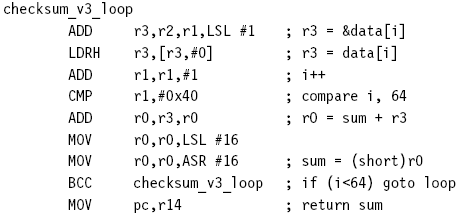 checksum_v3_loop
ADD r3,r2,r1,LSL #1 ; r3 = &data[i]
LDRH r3,[r3,#0] ; r3 = data[i]
ADD r1,r1,#1 ; i++
CMP r1,#0x40 ; compare i, 64
ADD r0,r3,r0 ; r0 = sum + r3
MOV r0,r0,LSL #16
MOV r0,r0,ASR #16 ; sum = (short)r0
BCC checksum_v3_loop ; if (i<64) goto loop
MOV pc,r14 ; return sum